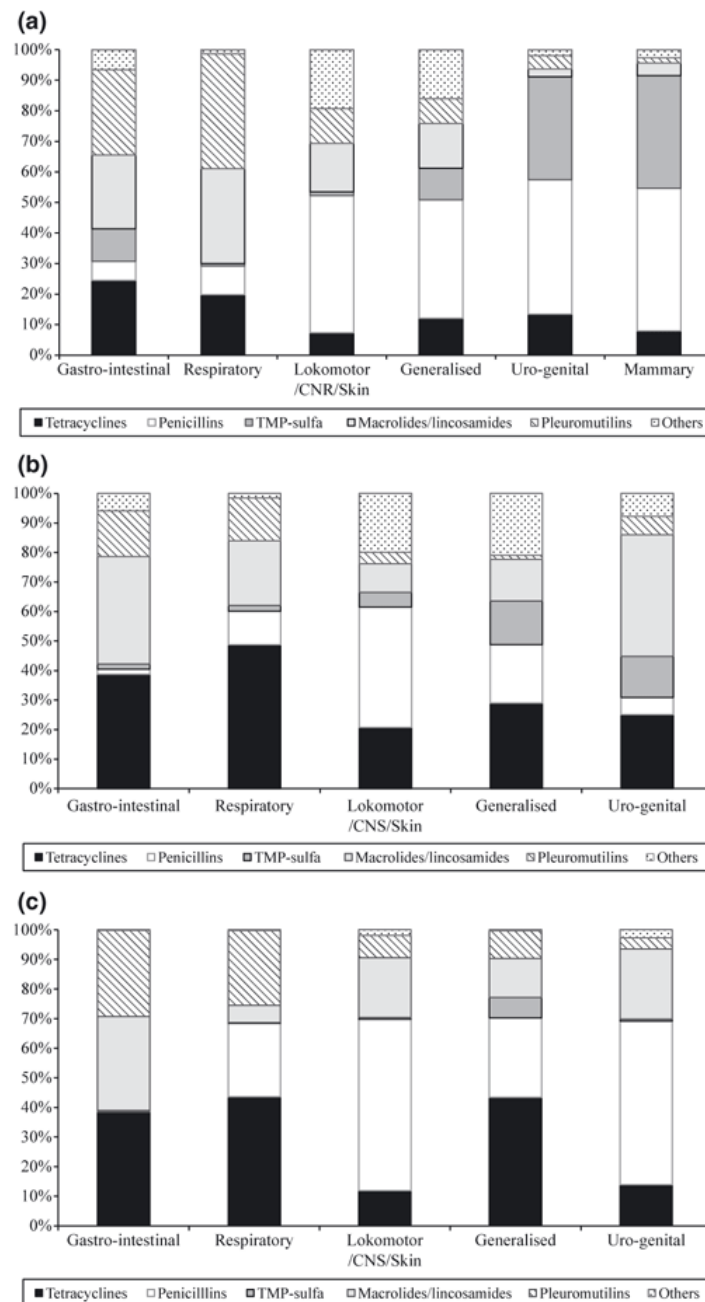 (a)
100%
90%
80%
70%
60%
50%
40%
30%
20%
10%
0%
Gastro-intestinal Respiratory Lokomotor Generalised Uro-genital Mammary
/CNR/Skin
Tetracyclines Penicillins TMP-sulfa Macrolides/lincosamides Pleuromutilins Others
(b)
100%
90%
80%
70%
60%
50%
40%
30%
20%
10%
0%
Gastro-intestinal Respiratory Lokomotor Generalised Uro-genital
/CNS/Skin
Tetracyclines Penicillins TMP-sulfa Macrolides/lincosamides Pleuromutilins Others
(c)
100%
90%
80%
70%
60%
50%
40%
30%
20%
10%
0%
Gastro-intestinal Respiratory Lokomotor Generalised Uro-genital
/CNS/Skin
Tetracyclines Penicilllins TMP-sulfa Macrolides/lincosamides Pleuromutilins Others